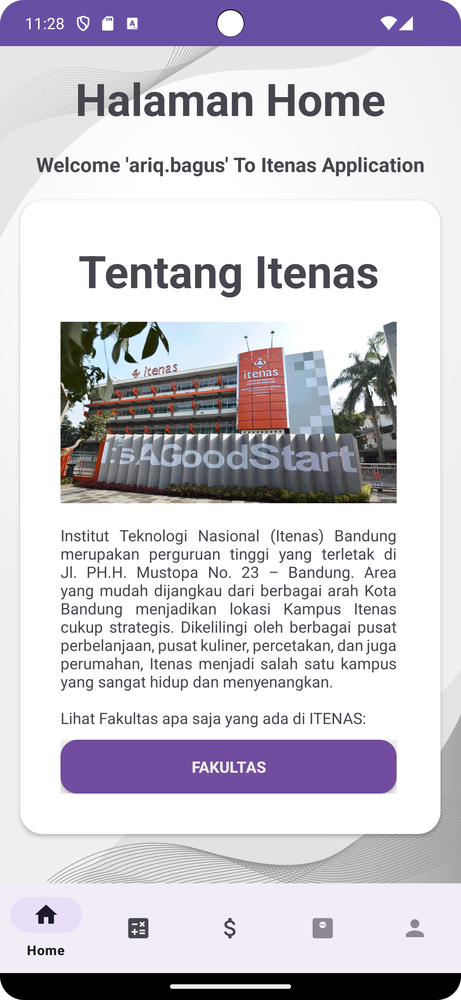 11:28
Halaman Home
Welcome 'ariq.bagus' To Itenas Application
Tentang Itenas
itenas
itenas
PROGRAM SARJANA
PROGRAM MAGISTER
INSTITUT TEKNOLOGI NASIONAL
It'sAGoodStart
Institut Teknologi Nasional (Itenas) Bandung
merupakan perguruan tinggi yang terletak di
Jl. PH.H. Mustopa No. 23 – Bandung. Area
yang mudah dijangkau dari berbagai arah Kota
Bandung menjadikan lokasi Kampus Itenas
cukup strategis. Dikelilingi oleh berbagai pusat
perbelanjaan, pusat kuliner, percetakan, dan juga
perumahan, Itenas menjadi salah satu kampus
yang sangat hidup dan menyenangkan.
Lihat Fakultas apa saja yang ada di ITENAS:
FAKULTAS
Home